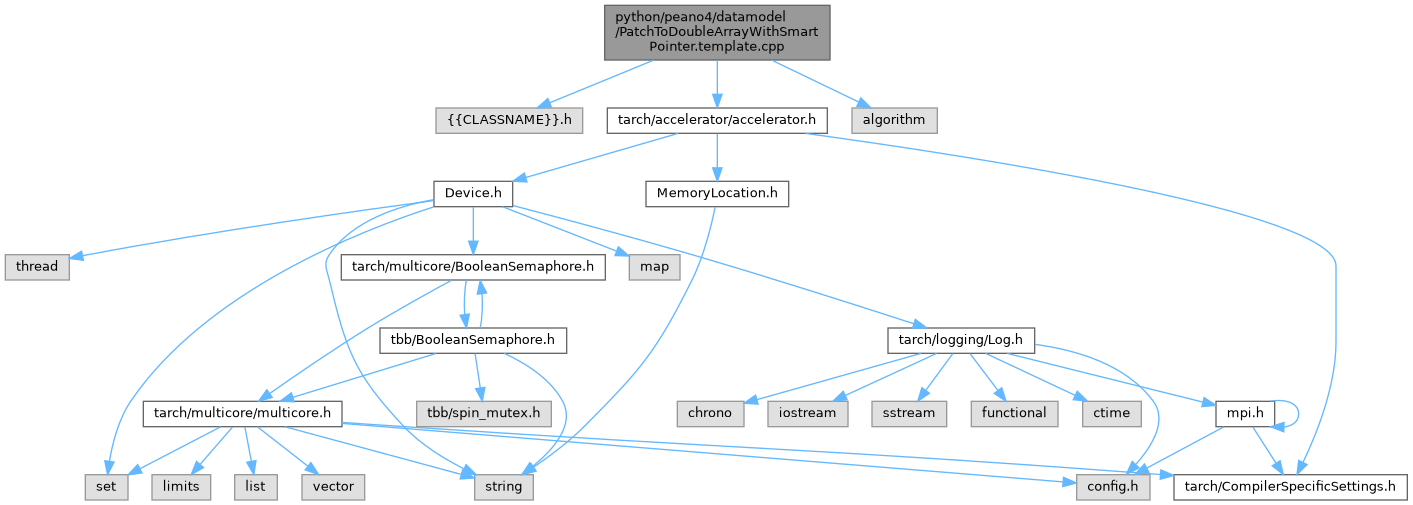 python/peano4/datamodel
/PatchToDoubleArrayWithSmart
Pointer.template.cpp
{{CLASSNAME}}.h
tarch/accelerator/accelerator.h
algorithm
Device.h
MemoryLocation.h
thread
tarch/multicore/BooleanSemaphore.h
map
tbb/BooleanSemaphore.h
tarch/logging/Log.h
tarch/multicore/multicore.h
tbb/spin_mutex.h
chrono
iostream
sstream
functional
ctime
mpi.h
set
limits
list
vector
string
config.h
tarch/CompilerSpecificSettings.h